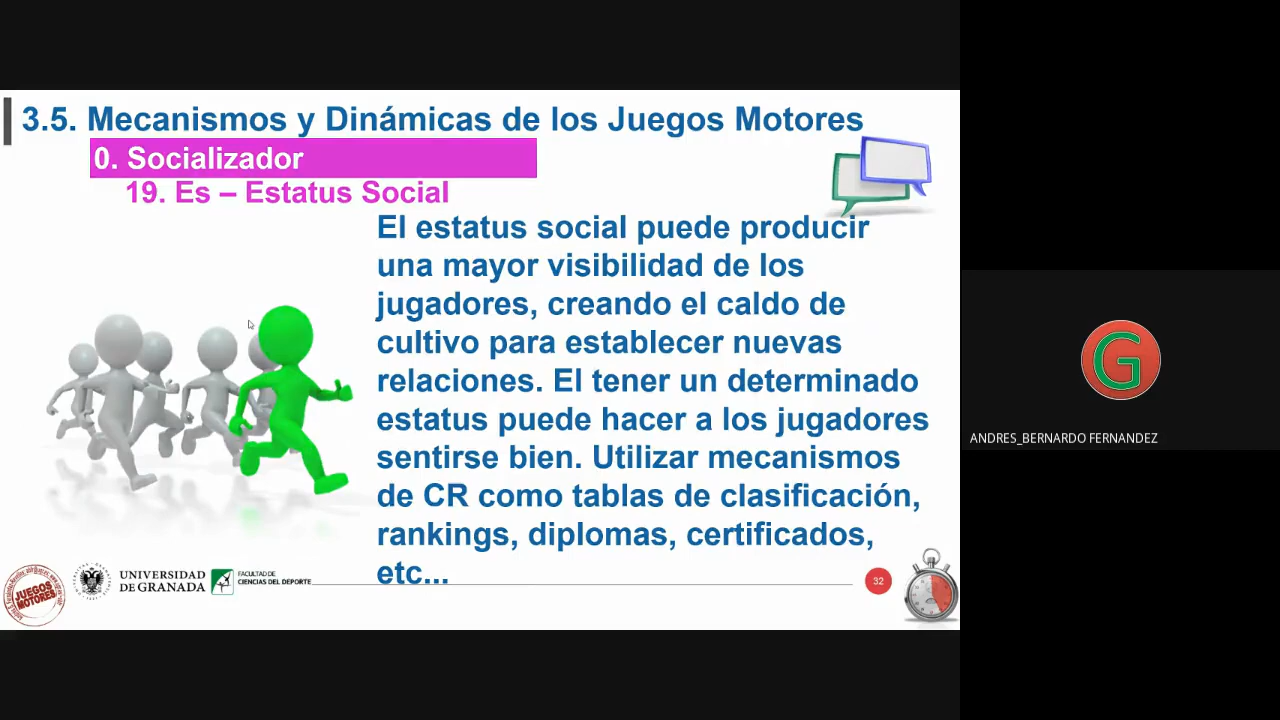 3.5. Mecanismos y Dinámicas de los Juegos Motores
0. Socializador
19. Es – Estatus Social
El estatus social puede producir
una mayor visibilidad de los
jugadores, creando el caldo de
cultivo para establecer nuevas
relaciones. El tener un determinado
estatus puede hacer a los jugadores
sentirse bien. Utilizar mecanismos
de CR como tablas de clasificación,
rankings, diplomas, certificados,
etc...
JUEGOS
MOTORES
UNIVERSIDAD
DE GRANADA
FACULTAD DE
CIENCIAS DEL DEPORTE
32
G
ANDRES_BERNARDO FERNANDEZ